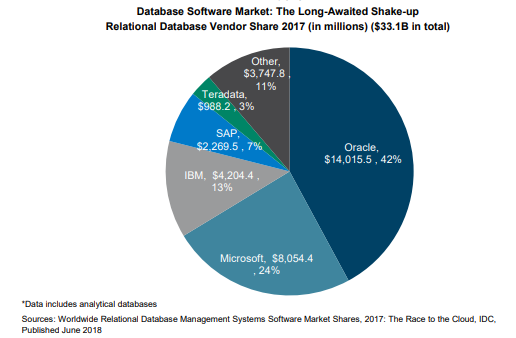 Database Software Market: The Long-Awaited Shake-up
Relational Database Vendor Share 2017 (in millions) ($33.1B in total)
Other,
$3,747.8 ,
11%
Teradata,
$988.2 , 3%
SAP,
$2,269.5 , 7%
IBM, $4,204.4 ,
13%
Oracle,
$14,015.5 , 42%
Microsoft, $8,054.4
, 24%
*Data includes analytical databases
Sources: Worldwide Relational Database Management Systems Software Market Shares, 2017: The Race to the Cloud, IDC,
Published June 2018